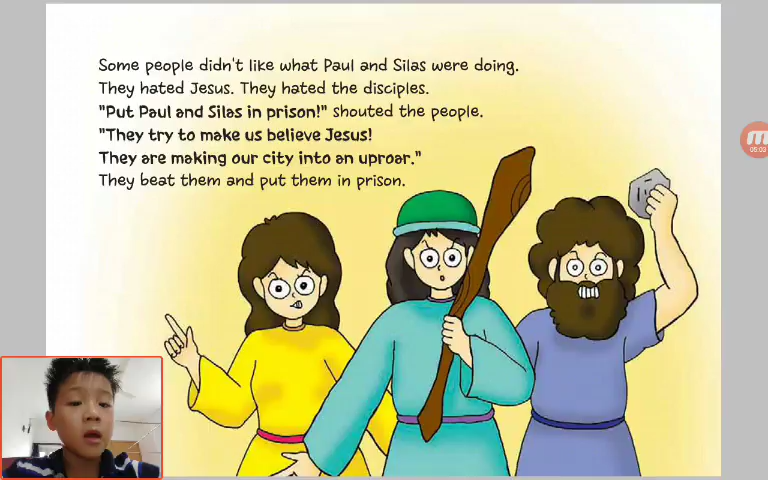 Some people didn't like what Paul and Silas were doing.
They hated Jesus. They hated the disciples.
"Put Paul and Silas in prison!" shouted the people.
"They try to make us believe Jesus!
They are making our city into an uproar."
They beat them and put them in prison.
05:03